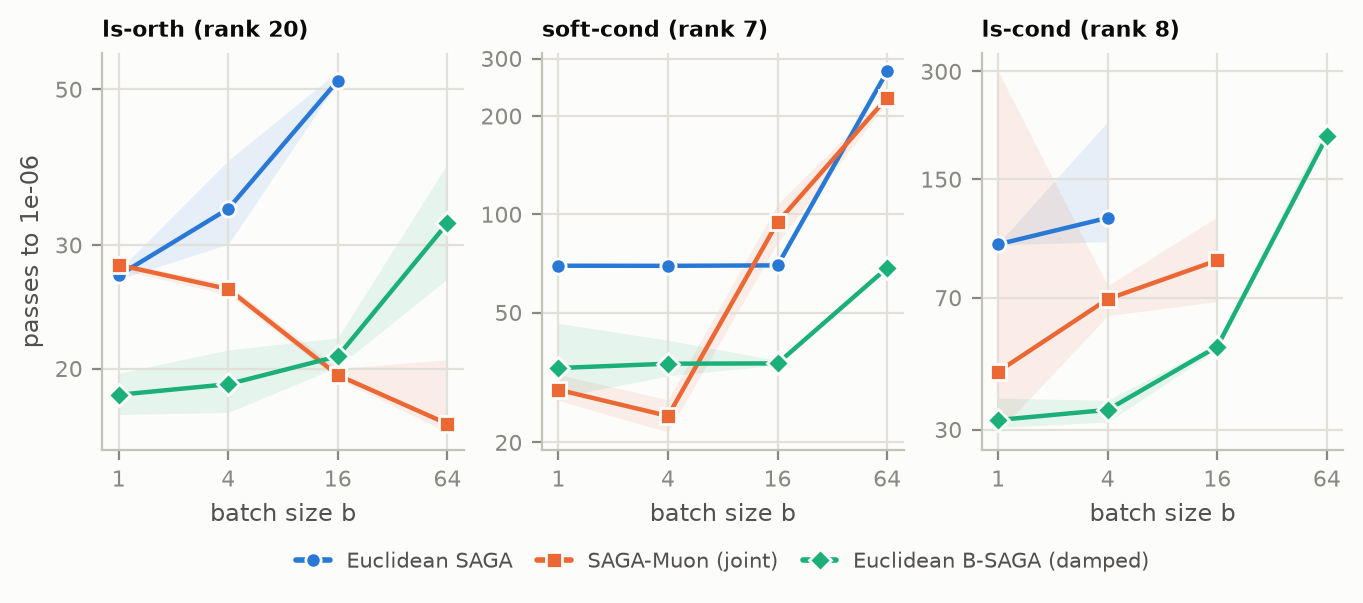 ls-orth (rank 20)
soft-cond (rank 7)
ls-cond (rank 8)
passes to 1e-06
50
30
20
1 4 16 64
batch size b
300
200
100
50
20
1 4 16 64
batch size b
300
150
70
30
1 4 16 64
batch size b
Euclidean SAGA
SAGA-Muon (joint)
Euclidean B-SAGA (damped)